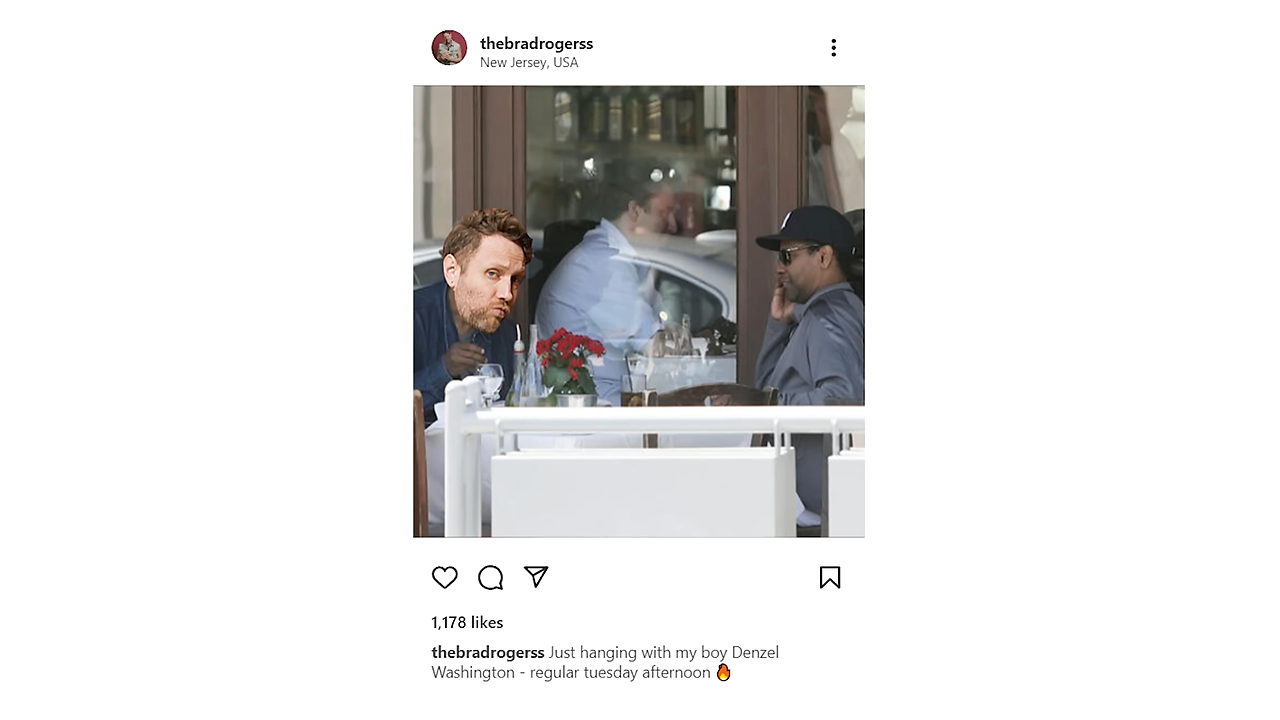 thebradrogerss
New Jersey, USA
1,178 likes
thebradrogerss Just hanging with my boy Denzel
Washington - regular tuesday afternoon 🔥